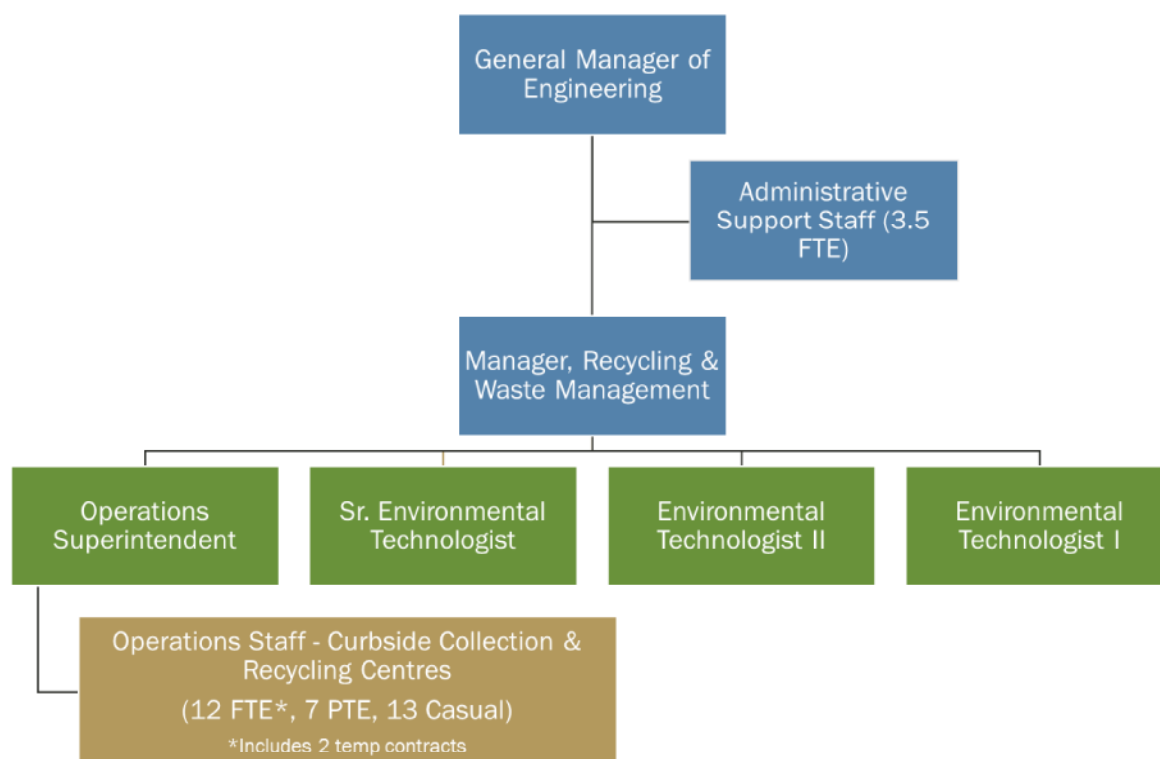 General Manager of
Engineering
Administrative
Support Staff (3.5
FTE)
Manager, Recycling &
Waste Management
Operations
Superintendent
Sr. Environmental
Technologist
Environmental
Technologist II
Environmental
Technologist I
Operations Staff - Curbside Collection &
Recycling Centres
(12 FTE*, 7 PTE, 13 Casual)
*Includes 2 temp contracts